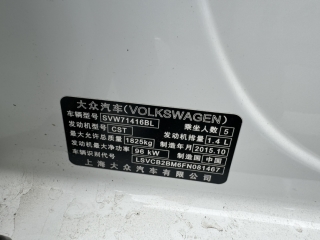 大众汽车(VOLKSWAGEN)
车辆型号 SVW71416BL 乘坐人数 5
发动机型号 CST 发动机排量 1.4 L
最大允许总质量 1825kg 制造年月 2015.10
发动机最大净功率 96 kW 制造国 中国
车辆识别代号 LSVCB2BM6FN081467
上海大众汽车有限公司